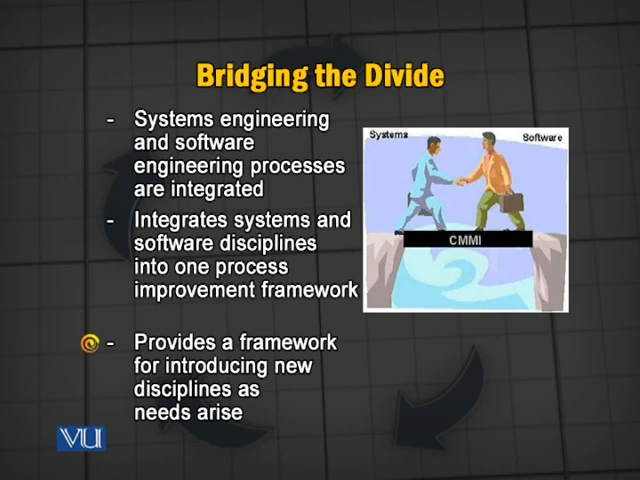 Bridging the Divide
- Systems engineering
and software
engineering processes
are integrated
- Integrates systems and
software disciplines
into one process
improvement framework
- Provides a framework
for introducing new
disciplines as
needs arise
Systems
Software
CMMI
VU